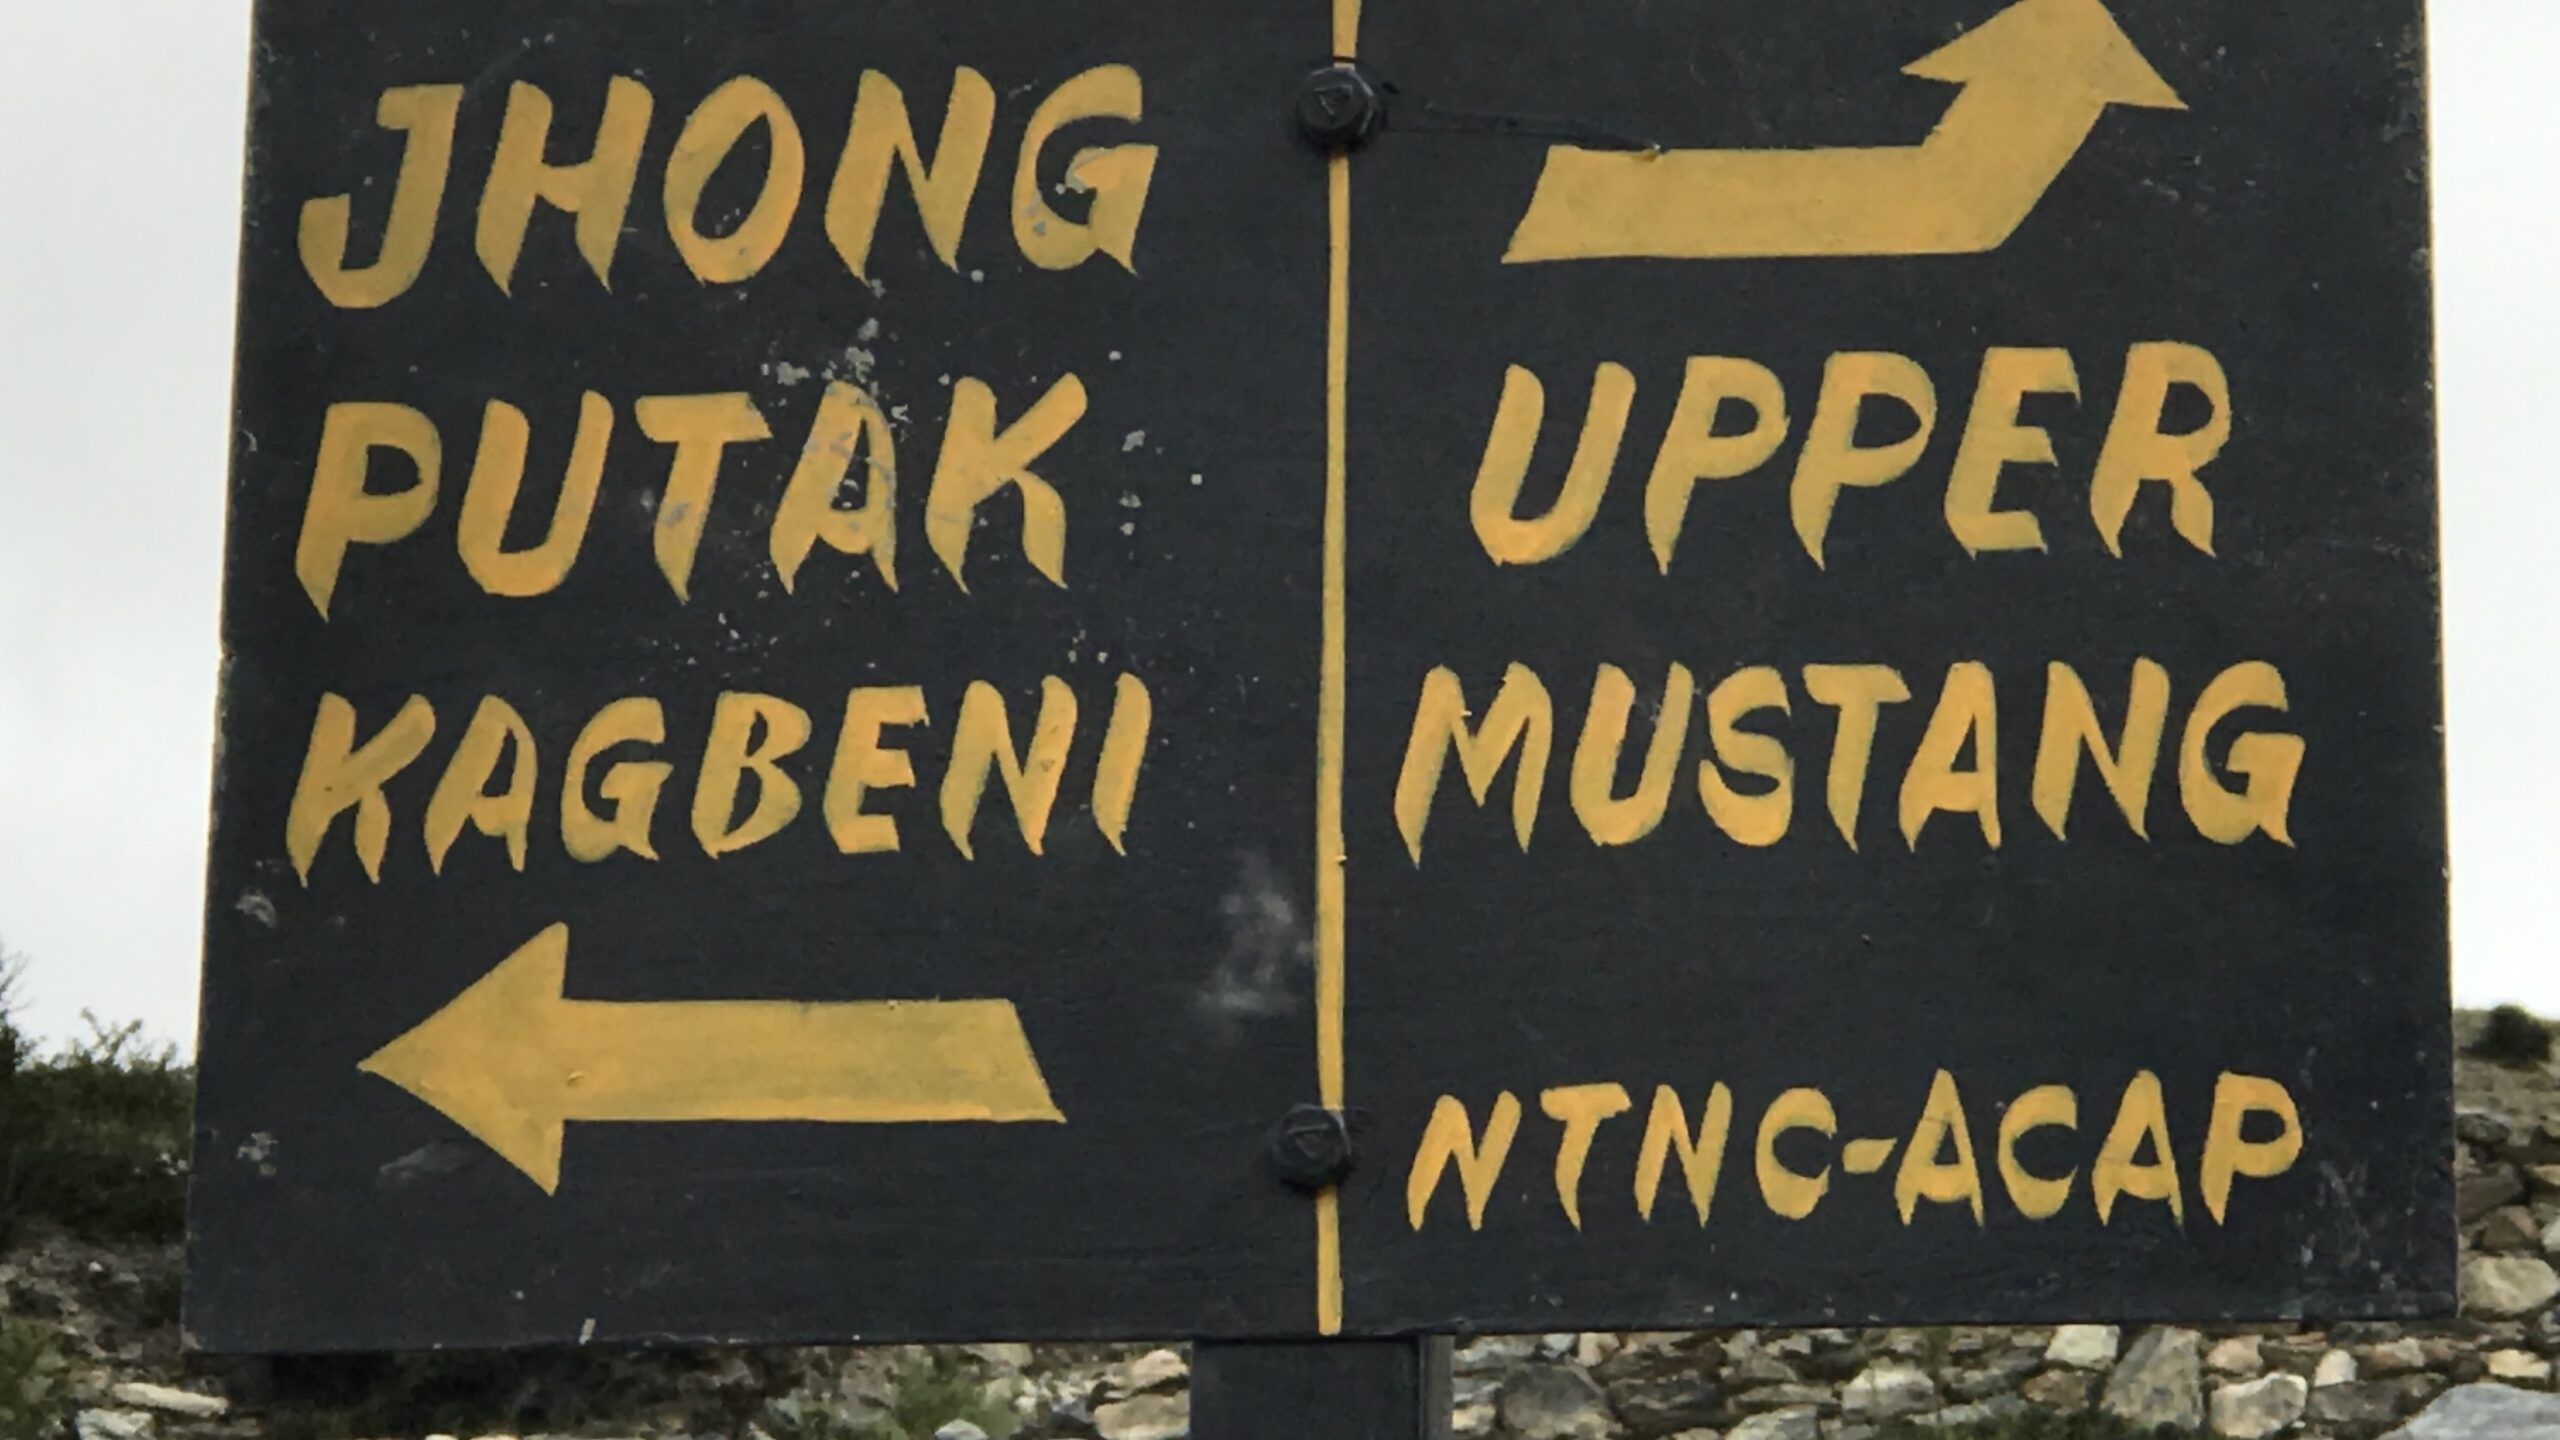 JHONG
PUTAK
KAGBENI
UPPER
MUSTANG
NTNC-ACAP